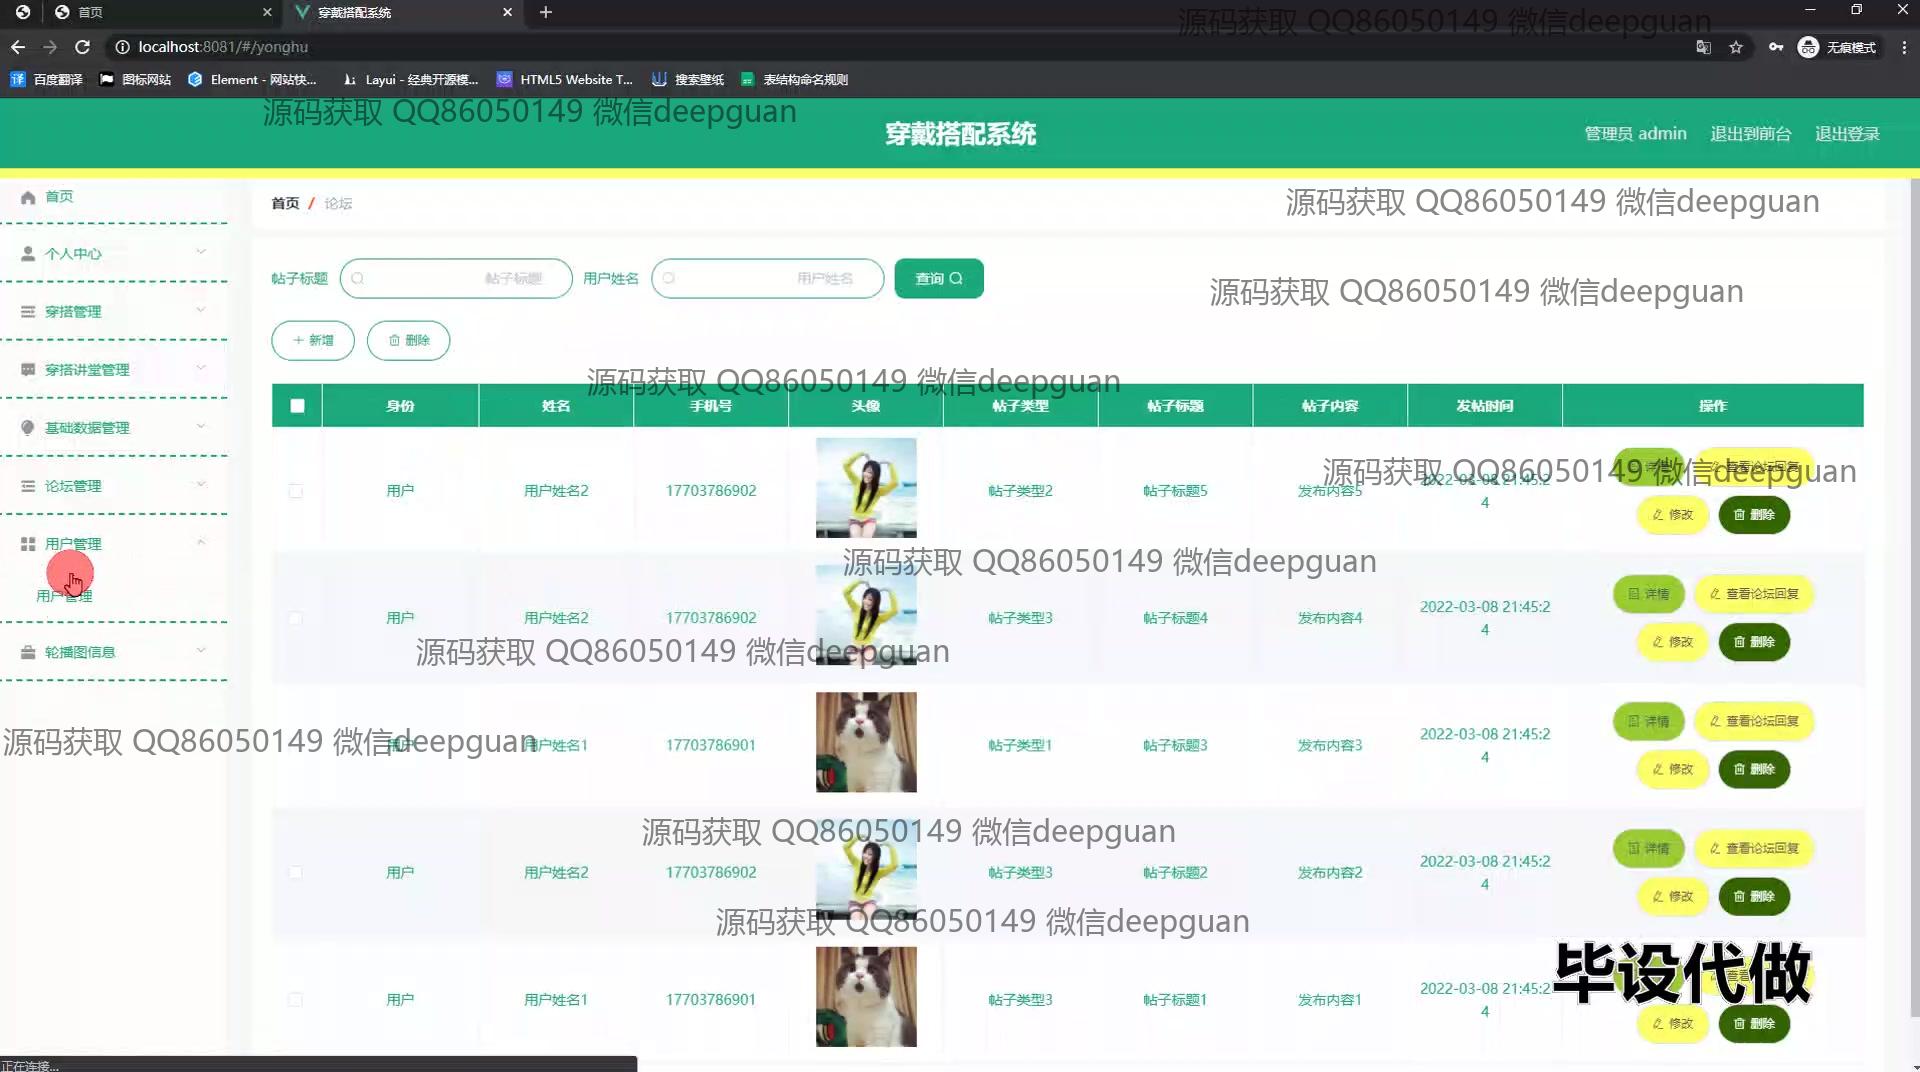 首页
穿戴搭配系统
源码获取 QQ86050149 微信deepguan
localhost:8081/#/yonghu
无痕模式
百度翻译 图标网站 Element - 网站快... Layui - 经典开源模... HTML5 Website T... 搜索壁纸 表结构命名规则
源码获取 QQ86050149 微信deepguan
穿戴搭配系统
管理员 admin 退出到前台 退出登录
首页
首页 / 论坛
源码获取 QQ86050149 微信deepguan
个人中心
帖子标题 帖子标题 用户姓名 用户姓名 查询
源码获取 QQ86050149 微信deepguan
穿搭管理
新增 删除
穿搭讲堂管理
源码获取 QQ86050149 微信deepguan
身份 姓名 手机号 头像 帖子类型 帖子标题 帖子内容 发帖时间 操作
基础数据管理
源码获取 QQ86050149 微信deepguan
论坛管理
用户 用户姓名2 17703786902 帖子类型2 帖子标题5 发布内容5 2022-03-08 21:45:2
4
查看论坛回复
修改 删除
用户管理
源码获取 QQ86050149 微信deepguan
用户管理
用户 用户姓名2 17703786902 帖子类型3 帖子标题4 发布内容4 2022-03-08 21:45:2
4
详情 查看论坛回复
修改 删除
轮播图信息
源码获取 QQ86050149 微信deepguan
源码获取 QQ86050149 微信deepguan
用户 用户姓名1 17703786901 帖子类型1 帖子标题3 发布内容3 2022-03-08 21:45:2
4
详情 查看论坛回复
修改 删除
源码获取 QQ86050149 微信deepguan
用户 用户姓名2 17703786902 帖子类型3 帖子标题2 发布内容2 2022-03-08 21:45:2
4
详情 查看论坛回复
修改 删除
源码获取 QQ86050149 微信deepguan
毕设代做
用户 用户姓名1 17703786901 帖子类型3 帖子标题1 发布内容1 2022-03-08 21:45:2
4
修改 删除
正在连接...